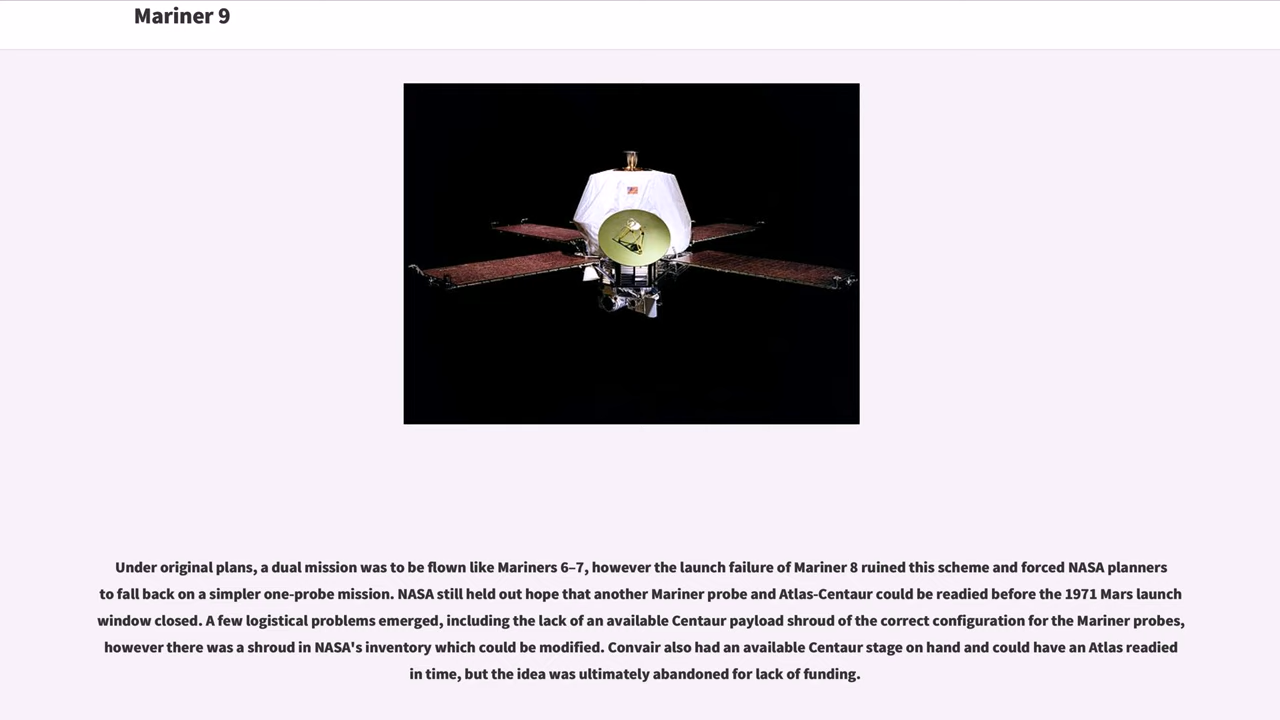 Mariner 9
Under original plans, a dual mission was to be flown like Mariners 6–7, however the launch failure of Mariner 8 ruined this scheme and forced NASA planners
to fall back on a simpler one-probe mission. NASA still held out hope that another Mariner probe and Atlas-Centaur could be readied before the 1971 Mars launch
window closed. A few logistical problems emerged, including the lack of an available Centaur payload shroud of the correct configuration for the Mariner probes,
however there was a shroud in NASA's inventory which could be modified. Convair also had an available Centaur stage on hand and could have an Atlas readied
in time, but the idea was ultimately abandoned for lack of funding.